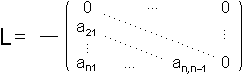 L = − ( 0 ... 0
a21 ⋱ ⋮
⋮
an1 ... an,n−1 0 )